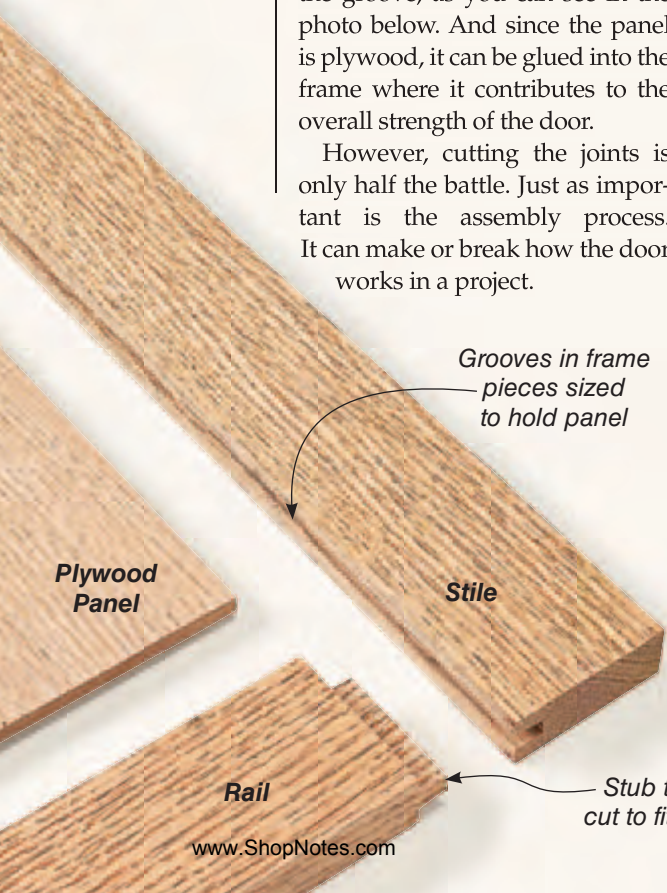 photo below. And since the panel
is plywood, it can be glued into the
frame where it contributes to the
overall strength of the door.
However, cutting the joints is
only half the battle. Just as impor-
tant is the assembly process.
It can make or break how the door
works in a project.
Grooves in frame
pieces sized
to hold panel
Plywood
Panel
Stile
Rail
Stub
cut to
www.ShopNotes.com